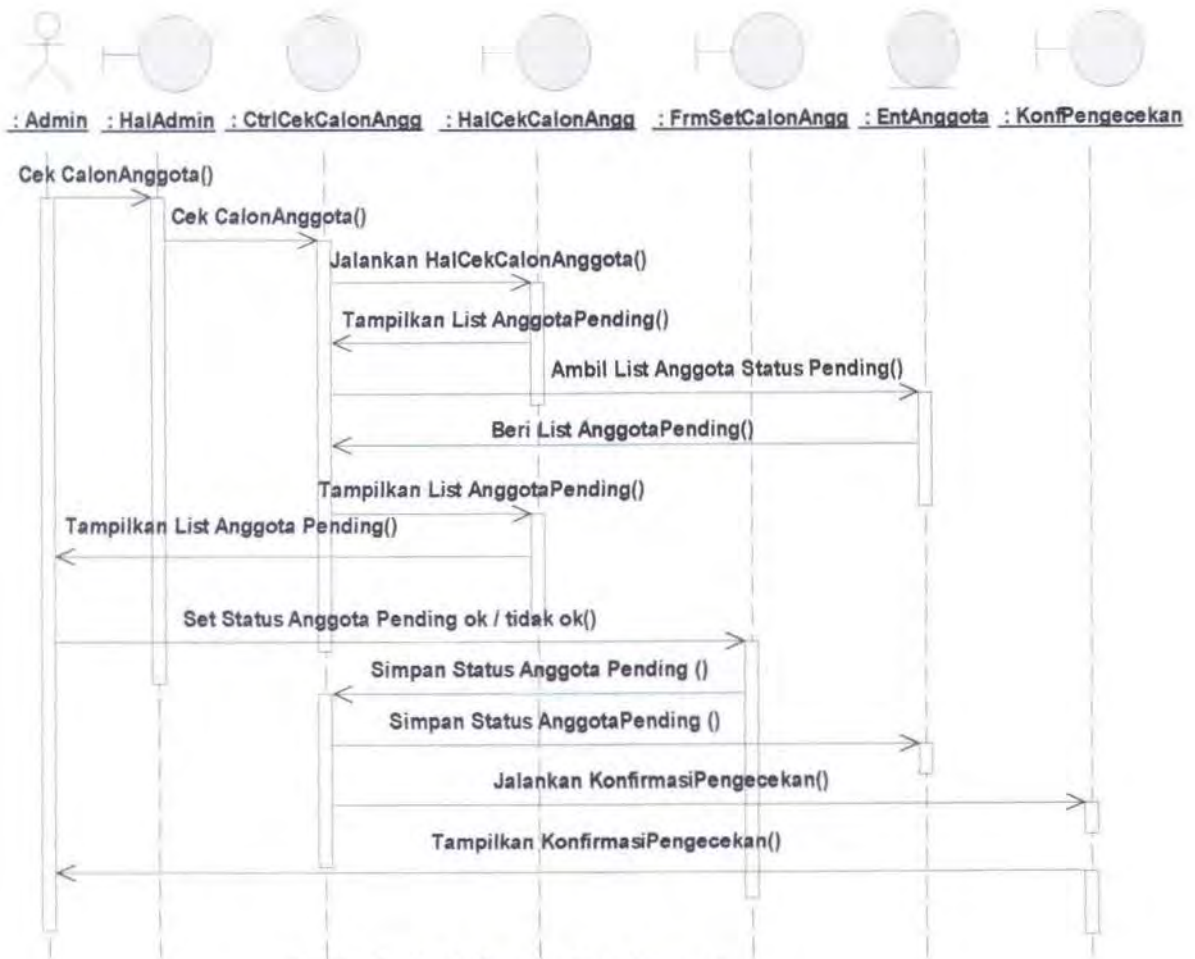 : Admin : HalAdmin : CtrlCekCalonAngg : HalCekCalonAngg : FrmSetCalonAngg : EntAnggota : KonfPengecekan
Cek CalonAnggota()
Cek CalonAnggota()
Jalankan HalCekCalonAnggota()
Tampilkan List AnggotaPending()
Ambil List Anggota Status Pending()
Beri List AnggotaPending()
Tampilkan List AnggotaPending()
Tampilkan List Anggota Pending()
Set Status Anggota Pending ok / tidak ok()
Simpan Status Anggota Pending ()
Simpan Status AnggotaPending ()
Jalankan KonfirmasiPengecekan()
Tampilkan KonfirmasiPengecekan()